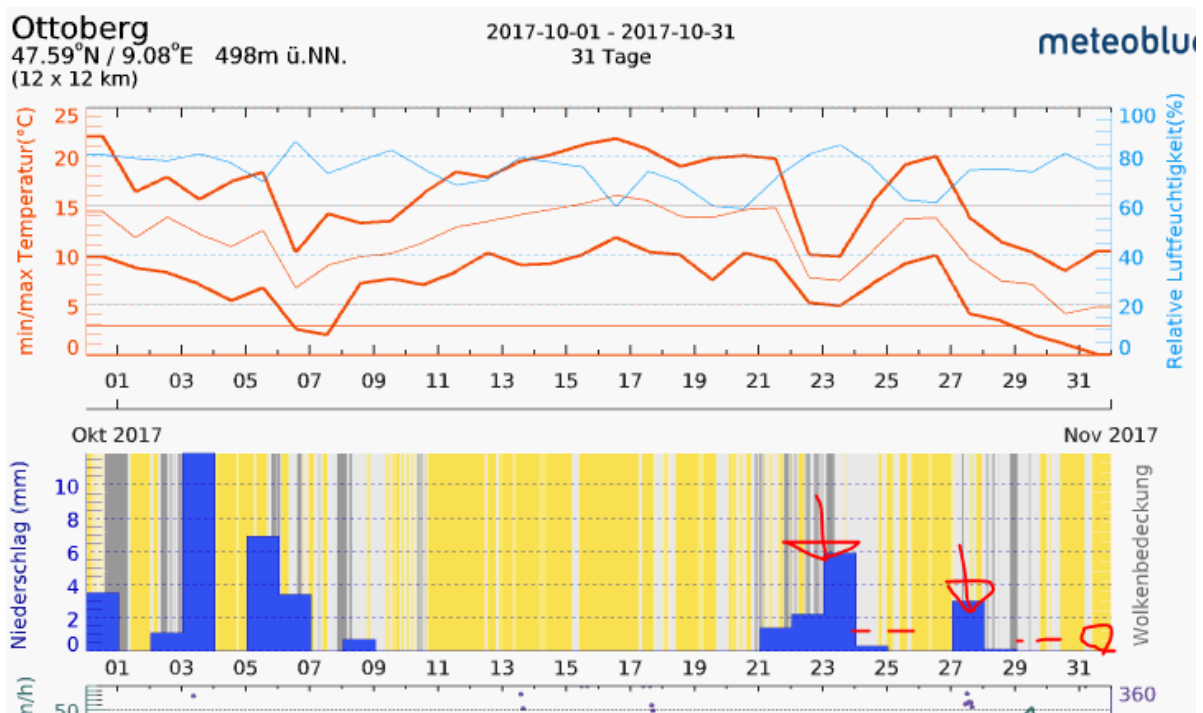 Ottoberg
47.59°N / 9.08°E 498m ü.NN.
(12 x 12 km)
2017-10-01 - 2017-10-31
31 Tage
meteoblue
min/max Temperatur(°C)
25
20
15
10
5
0
100
80
60
40
20
0
Relative Luftfeuchtigkeit(%)
01 03 05 07 09 11 13 15 17 19 21 23 25 27 29 31
Okt 2017
Nov 2017
Niederschlag (mm)
10
8
6
4
2
0
Wolkenbedeckung
01 03 05 07 09 11 13 15 17 19 21 23 25 27 29 31
m/h)
50
360